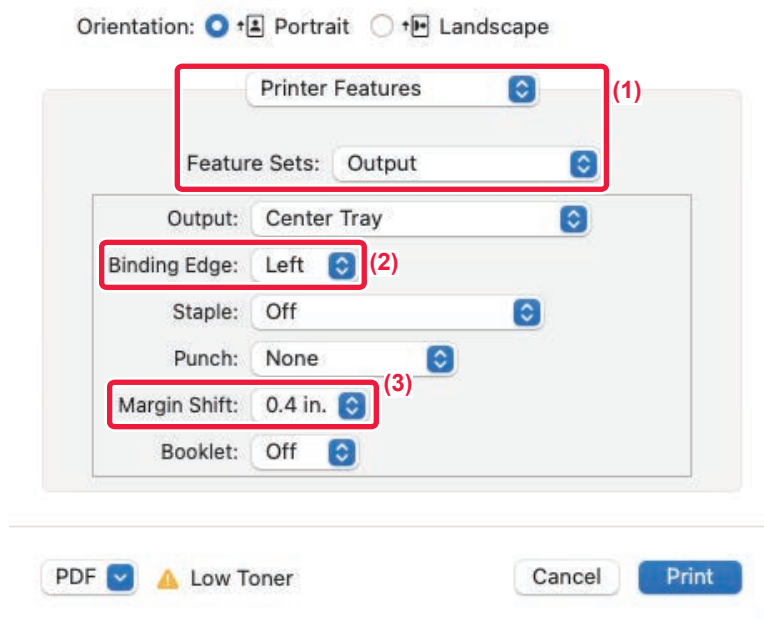 Orientation: Portrait Landscape
Printer Features (1)
Feature Sets: Output
Output: Center Tray
Binding Edge: Left (2)
Staple: Off
Punch: None
(3)
Margin Shift: 0.4 in.
Booklet: Off
PDF Low Toner Cancel Print